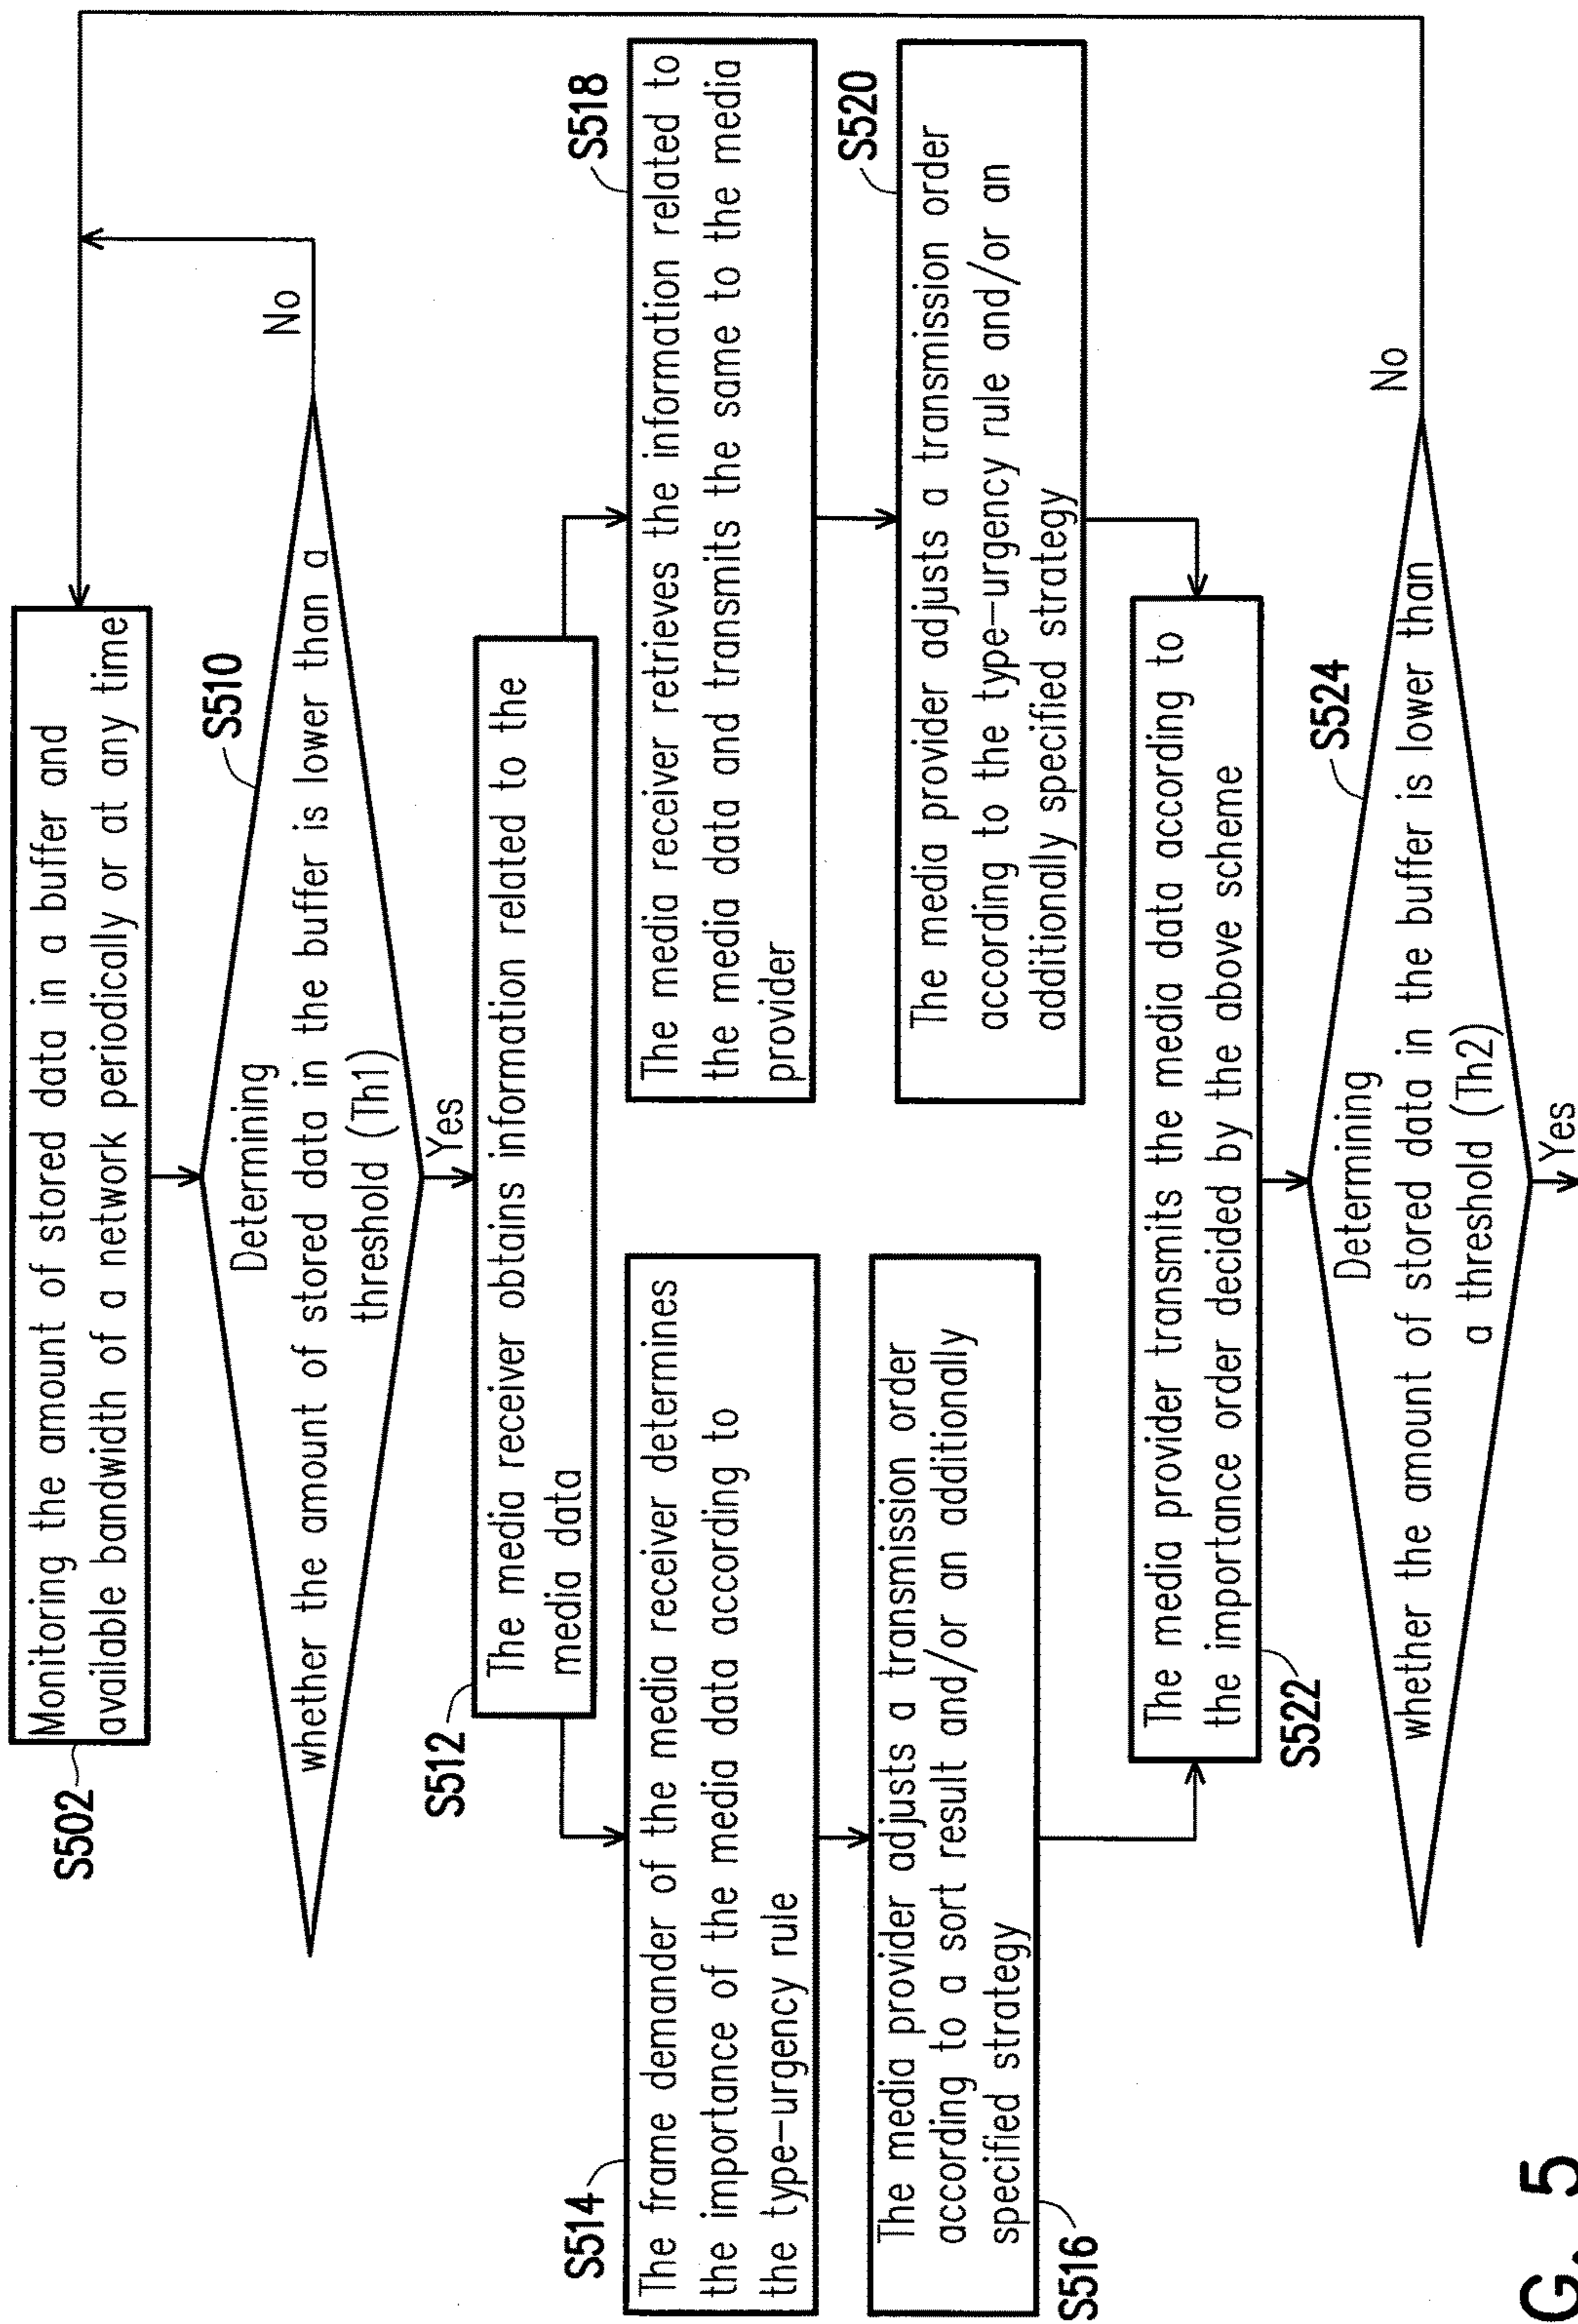 S502
Monitoring the amount of stored data in a buffer and
available bandwidth of a network periodically or at any time
S510
Determining
whether the amount of stored data in the buffer is lower than a
threshold (Th1)
No
Yes
S512
The media receiver obtains information related to the
media data
S514
The frame demander of the media receiver determines
the importance of the media data according to
the type-urgency rule
S518
The media receiver retrieves the information related to
the media data and transmits the same to the media
provider
S516
The media provider adjusts a transmission order
according to a sort result and/or an additionally
specified strategy
S520
The media provider adjusts a transmission order
according to the type-urgency rule and/or an
additionally specified strategy
S522
The media provider transmits the media data according to
the importance order decided by the above scheme
S524
Determining
whether the amount of stored data in the buffer is lower than
a threshold (Th2)
No
Yes
G. 5